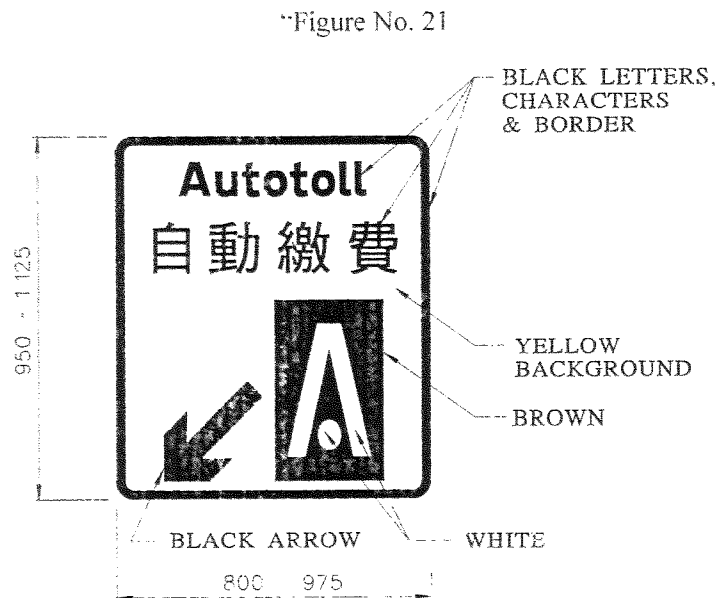 “Figure No. 21
BLACK LETTERS,
CHARACTERS
& BORDER
Autotoll
自動繳費
950 - 1125
YELLOW
BACKGROUND
BROWN
BLACK ARROW
WHITE
800 975